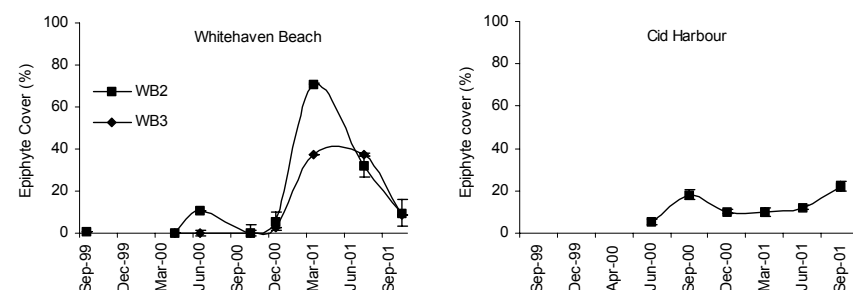 Whitehaven Beach
Epiphyte Cover (%)
100
80
60
40
20
0
WB2
WB3
Sep-99
Dec-99
Mar-00
Jun-00
Sep-00
Dec-00
Mar-01
Jun-01
Sep-01
Cid Harbour
Epiphyte cover (%)
100
80
60
40
20
0
Sep-99
Dec-99
Apr-00
Jun-00
Sep-00
Dec-00
Mar-01
Jun-01
Sep-01